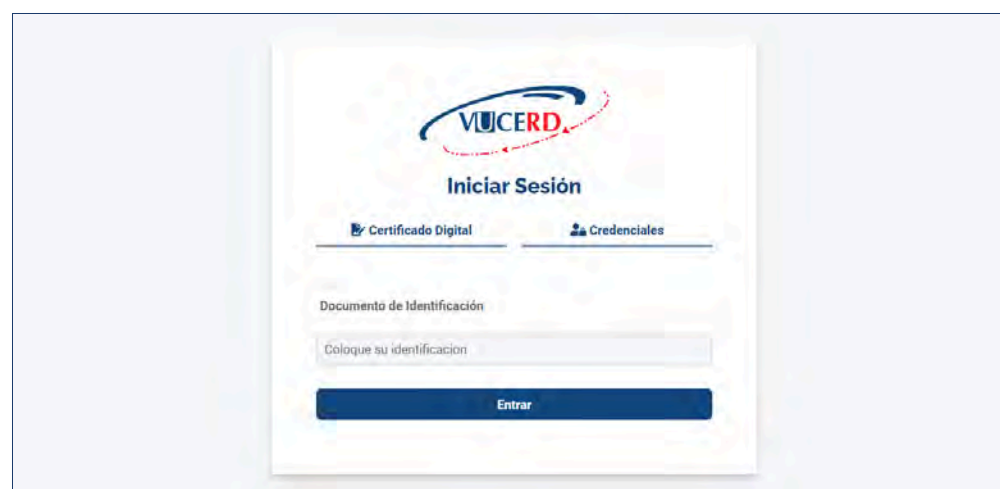 VUCERD
Iniciar Sesión
Certificado Digital
Credenciales
Documento de Identificación
Coloque su identificacion
Entrar